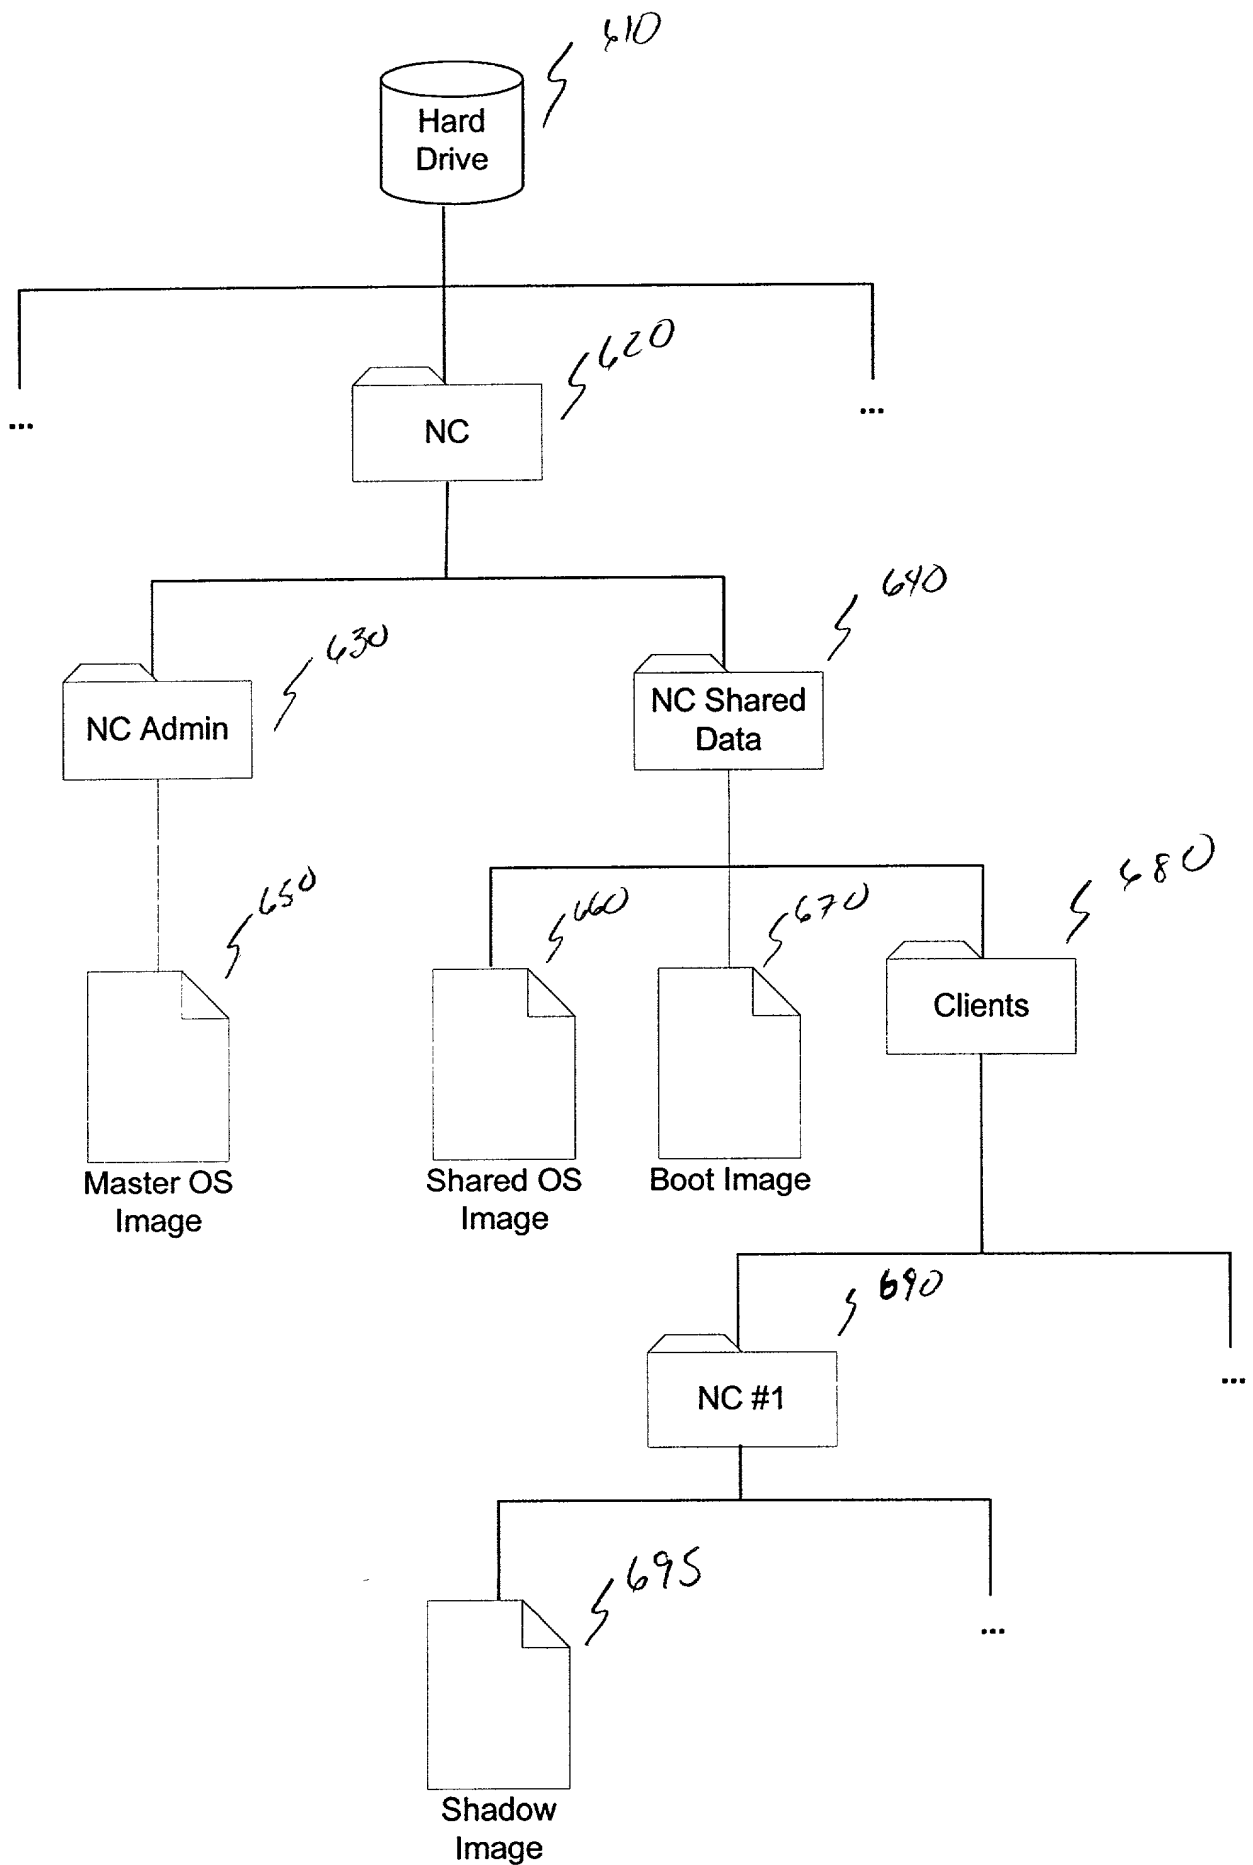 610
Hard
Drive
620
NC
...
...
640
630
NC Admin
NC Shared
Data
680
650
660
670
Clients
Master OS
Image
Shared OS
Image
Boot Image
690
NC #1
...
695
...
Shadow
Image